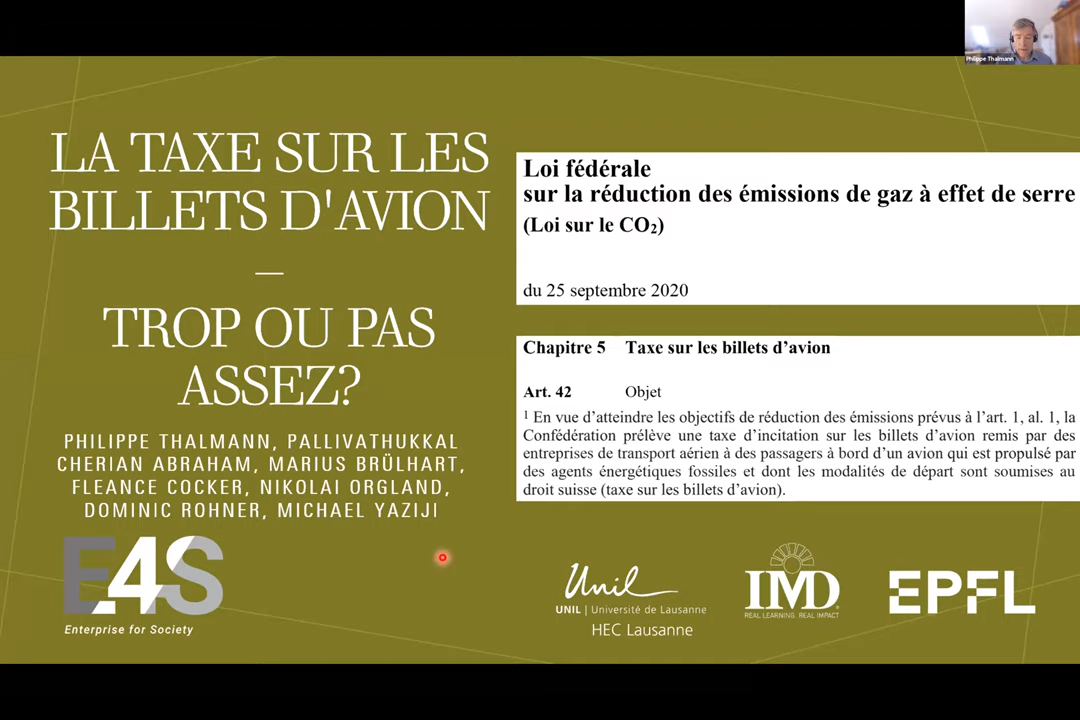 Philippe Thalmann
LA TAXE SUR LES
BILLETS D'AVION
—
TROP OU PAS
ASSEZ?
PHILIPPE THALMANN, PALLIVATHUKKAL
CHERIAN ABRAHAM, MARIUS BRÜLHART,
FLEANCE COCKER, NIKOLAI ORGLAND,
DOMINIC ROHNER, MICHAEL YAZIJI
E4S
Enterprise for Society
Loi fédérale
sur la réduction des émissions de gaz à effet de serre
(Loi sur le CO₂)
du 25 septembre 2020
Chapitre 5 Taxe sur les billets d’avion
Art. 42 Objet
¹ En vue d’atteindre les objectifs de réduction des émissions prévus à l’art. 1, al. 1, la
Confédération prélève une taxe d’incitation sur les billets d’avion remis par des
entreprises de transport aérien à des passagers à bord d’un avion qui est propulsé par
des agents énergétiques fossiles et dont les modalités de départ sont soumises au
droit suisse (taxe sur les billets d’avion).
Unil
UNIL | Université de Lausanne
HEC Lausanne
IMD
REAL LEARNING. REAL IMPACT
EPFL